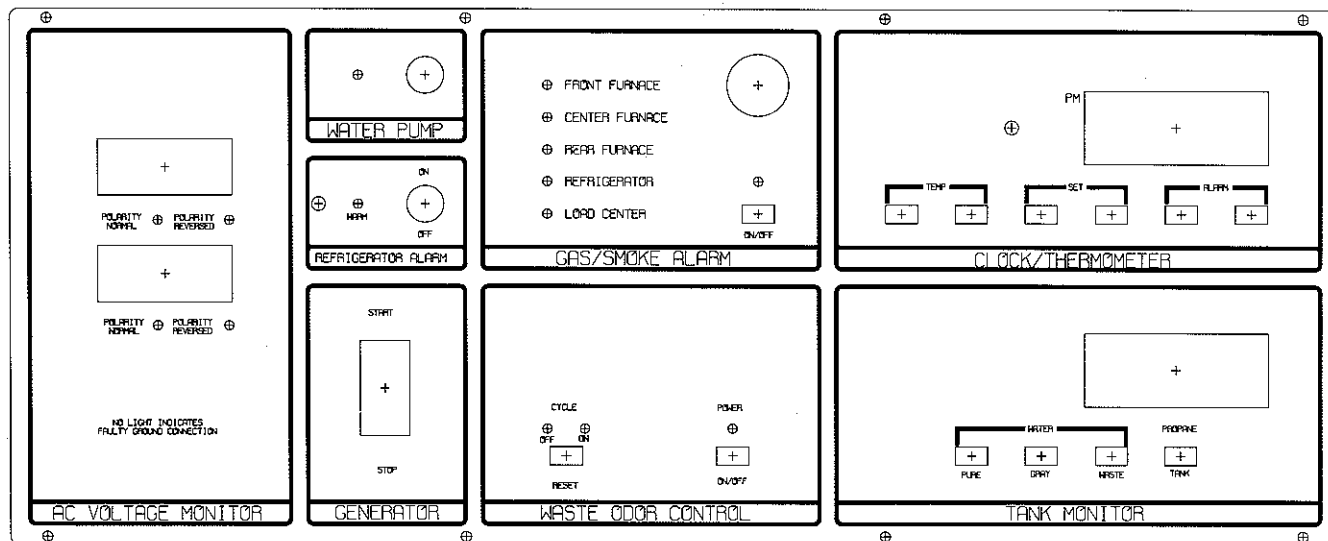 POLARITY NORMAL
POLARITY REVERSED
POLARITY NORMAL
POLARITY REVERSED
NO LIGHT INDICATES
FAULTY GROUND CONNECTION
AC VOLTAGE MONITOR
WATER PUMP
ON
WARM
OFF
REFRIGERATOR ALARM
START
STOP
GENERATOR
FRONT FURNACE
CENTER FURNACE
REAR FURNACE
REFRIGERATOR
LOAD CENTER
ON/OFF
GAS/SMOKE ALARM
CYCLE
POWER
OFF
ON
RESET
ON/OFF
WASTE ODOR CONTROL
PM
TEMP
SET
ALARM
CLOCK/THERMOMETER
WATER
PROPANE
PURE
GRAY
WASTE
TANK
TANK MONITOR